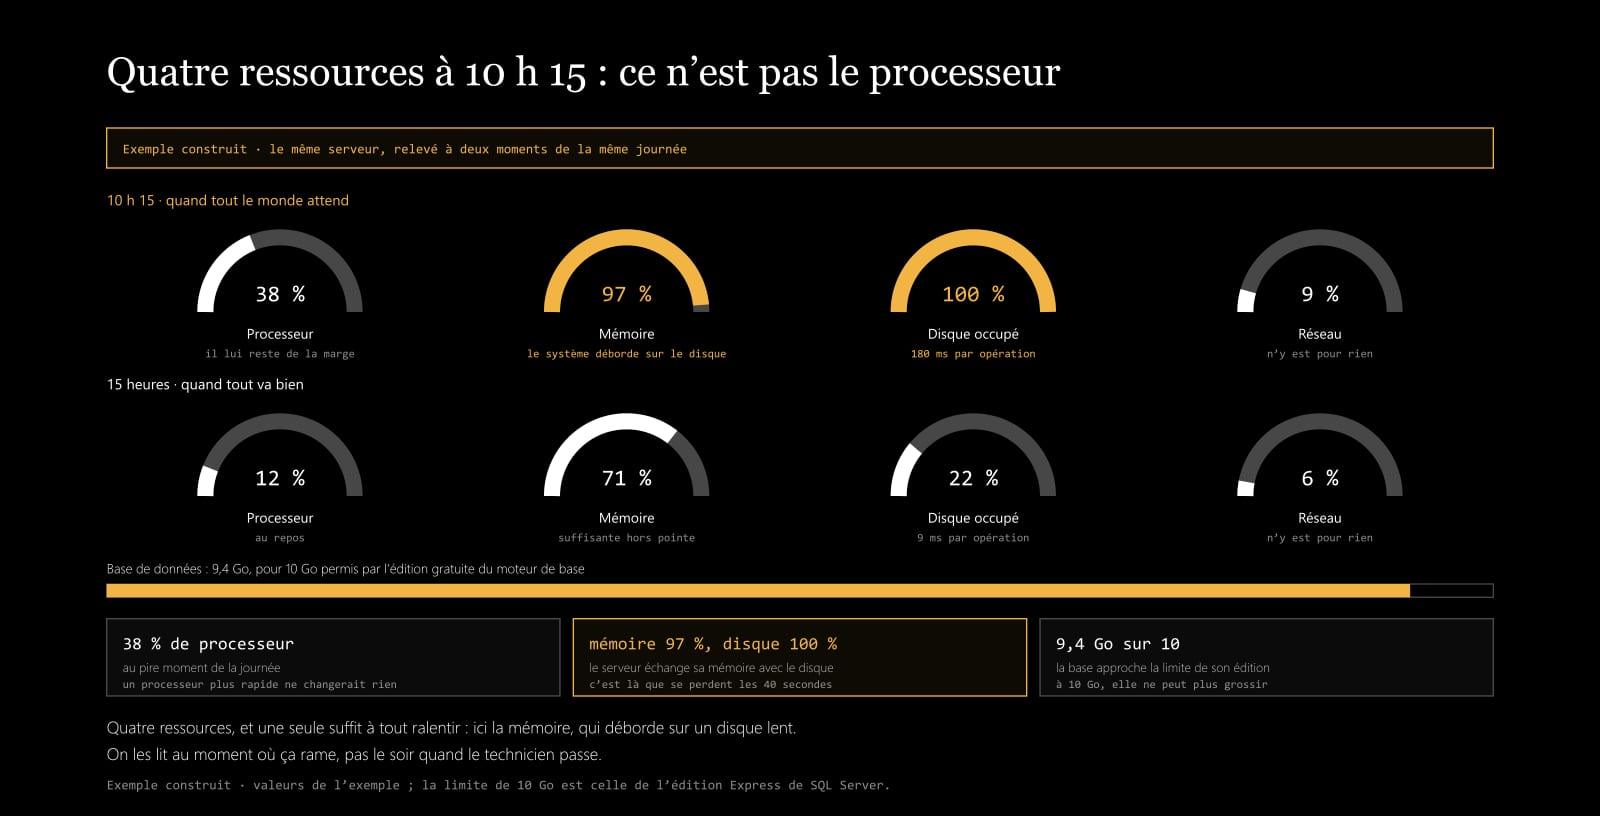 Quatre ressources à 10 h 15 : ce n’est pas le processeur
Exemple construit · le même serveur, relevé à deux moments de la même journée
10 h 15 · quand tout le monde attend
38 %
97 %
100 %
9 %
Processeur
Mémoire
Disque occupé
Réseau
il lui reste de la marge
le système déborde sur le disque
180 ms par opération
n’y est pour rien
15 heures · quand tout va bien
12 %
71 %
22 %
6 %
Processeur
Mémoire
Disque occupé
Réseau
au repos
suffisante hors pointe
9 ms par opération
n’y est pour rien
Base de données : 9,4 Go, pour 10 Go permis par l’édition gratuite du moteur de base
38 % de processeur
au pire moment de la journée
un processeur plus rapide ne changerait rien
mémoire 97 %, disque 100 %
le serveur échange sa mémoire avec le disque
c’est là que se perdent les 40 secondes
9,4 Go sur 10
la base approche la limite de son édition
à 10 Go, elle ne peut plus grossir
Quatre ressources, et une seule suffit à tout ralentir : ici la mémoire, qui déborde sur un disque lent.
On les lit au moment où ça rame, pas le soir quand le technicien passe.
Exemple construit · valeurs de l’exemple ; la limite de 10 Go est celle de l’édition Express de SQL Server.